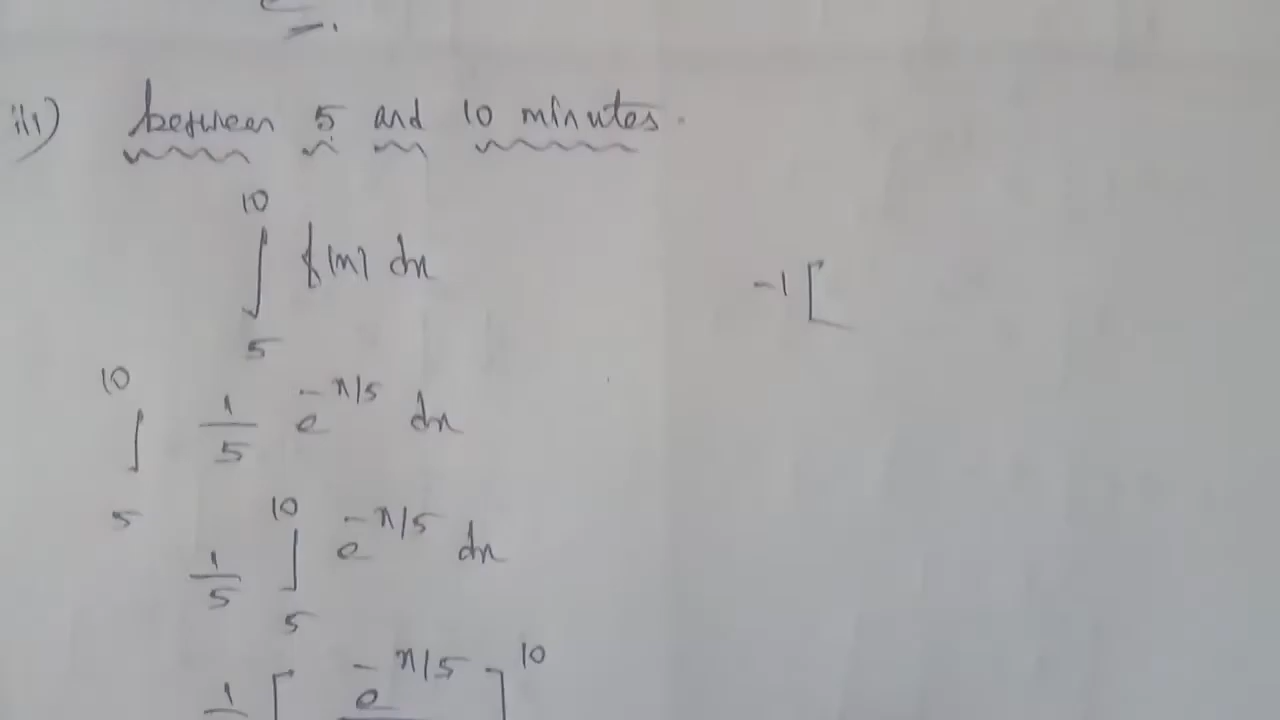 iii) between 5 and 10 minutes.
10
∫ f(x) dx
5
-1 [
10
∫ 1/5 e^-x/5 dx
5
1/5 ∫ e^-x/5 dx
10
5
1 [ e^-x/5 ] 10